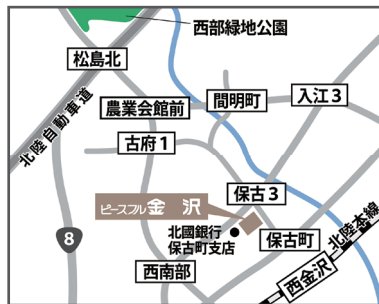 西部緑地公園
松島北
北陸自動車道
農業会館前
間明町
入江3
古府1
ピースフル金沢
保古3
北國銀行
保古町支店
保古町
8
西南部
西金沢
北陸本線